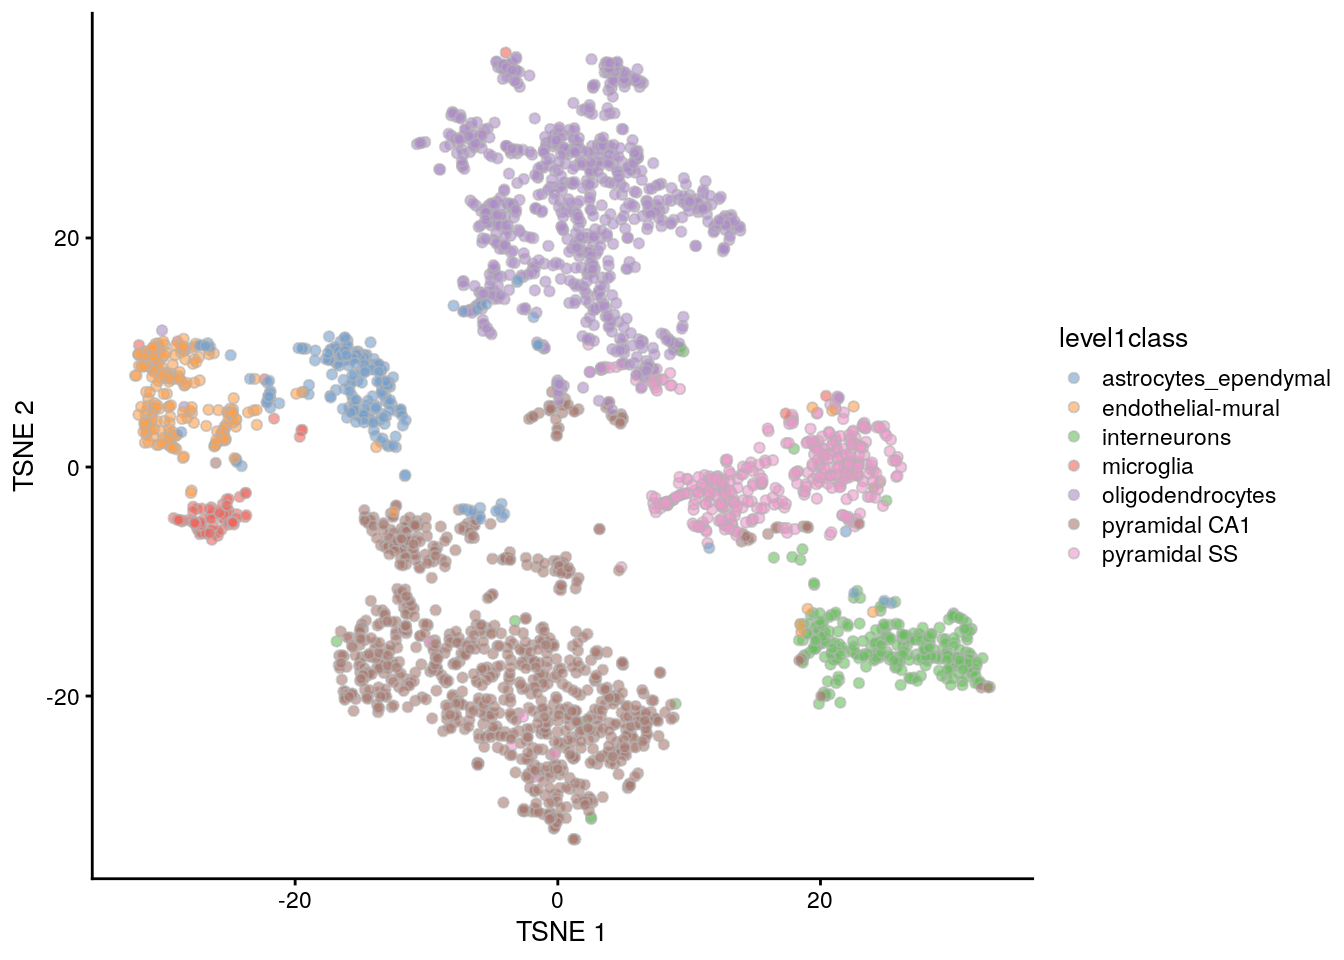 20
0
-20
TSNE 2
-20
0
20
TSNE 1
level1class
astrocytes_ependymal
endothelial-mural
interneurons
microglia
oligodendrocytes
pyramidal CA1
pyramidal SS